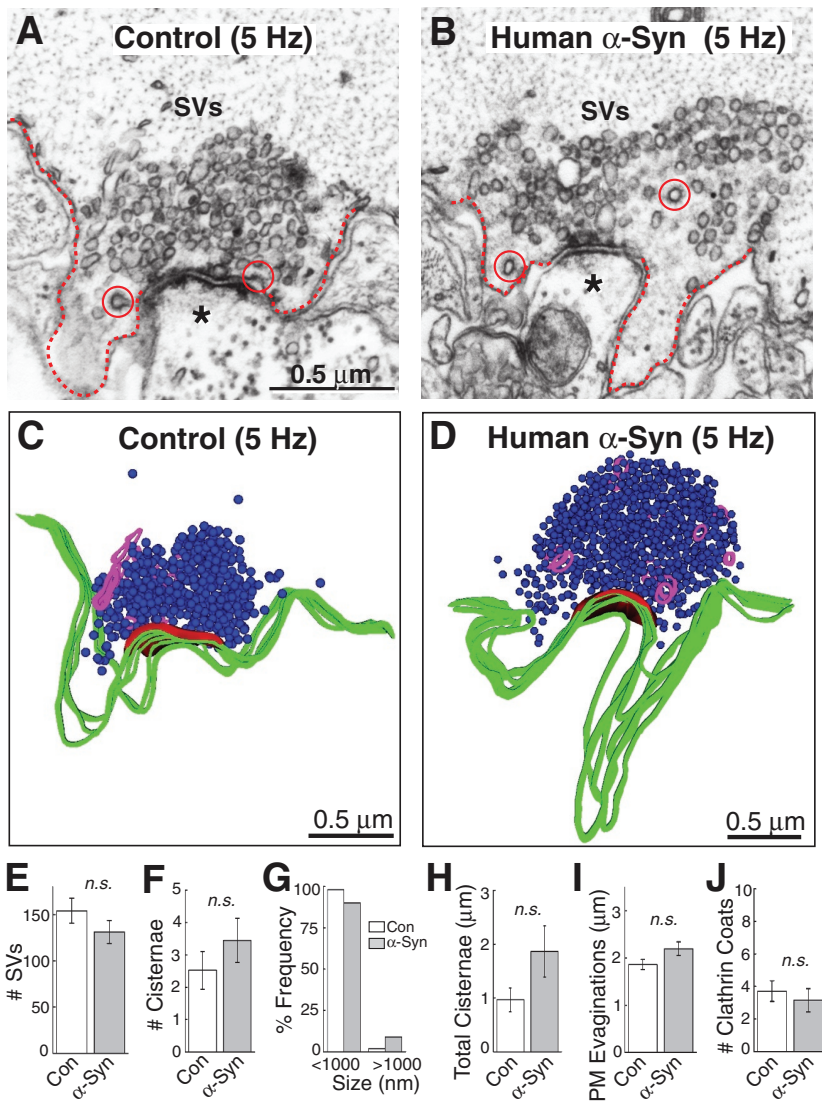 A Control (5 Hz)
SVs
*
0.5 μm
B Human α-Syn (5 Hz)
SVs
*
C Control (5 Hz)
0.5 μm
D Human α-Syn (5 Hz)
0.5 μm
E
# SVs
150
100
50
0
n.s.
Con
α-Syn
F
# Cisternae
5
4
3
2
1
0
n.s.
Con
α-Syn
G
% Frequency
100
75
50
25
0
Con
α-Syn
<1000 >1000
Size (nm)
H
Total Cisternae (μm)
3
2
1
0
n.s.
Con
α-Syn
I
PM Evaginations (μm)
3
2
1
0
n.s.
Con
α-Syn
J
# Clathrin Coats
10
8
6
4
2
0
n.s.
Con
α-Syn